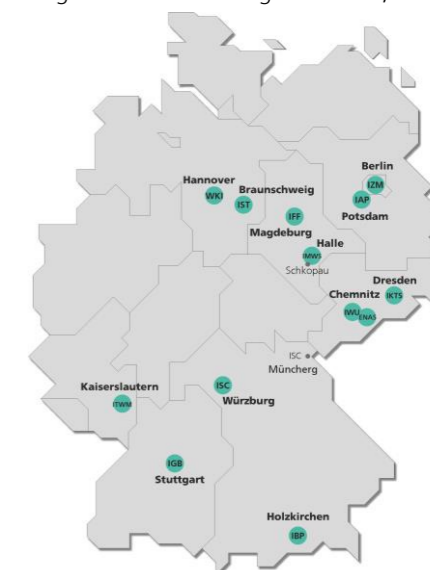 Berlin
IZM
Hannover
WKI
Braunschweig
IST
IAP
Potsdam
IFF
Magdeburg
Halle
IMWS
Schkopau
Dresden
IKTS
Chemnitz
IWU
ENAS
ISC
Müncherg
Kaiserslautern
ITWM
ISC
Würzburg
IGB
Stuttgart
Holzkirchen
IBP